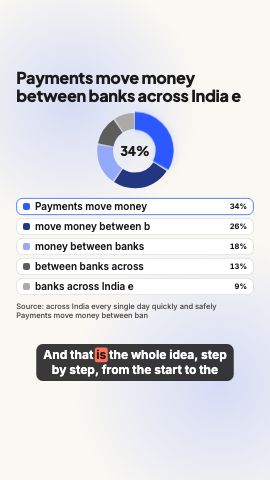 Payments move money
between banks across India e
34%
Payments move money 34%
move money between b 26%
money between banks 18%
between banks across 13%
banks across India e 9%
Source: across India every single day quickly and safely
Payments move money between ban
And that is the whole idea, step
by step, from the start to the